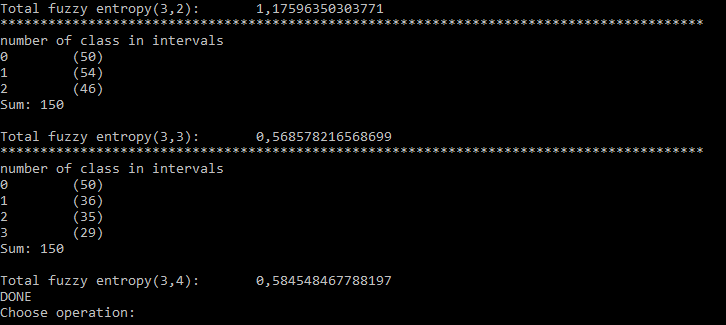 Total fuzzy entropy(3,2):       1,17596350303771
****************************************************************************************
number of class in intervals
0        (50)
1        (54)
2        (46)
Sum: 150
Total fuzzy entropy(3,3):       0,568578216568699
****************************************************************************************
number of class in intervals
0        (50)
1        (36)
2        (35)
3        (29)
Sum: 150
Total fuzzy entropy(3,4):       0,584548467788197
DONE
Choose operation: